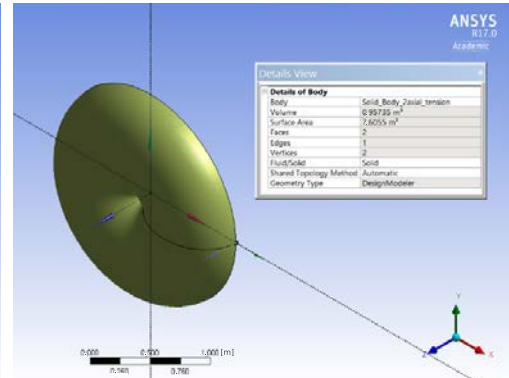 ANSYS
R17.0
Academic
Details View
Details of Body
Body Solid_Body_2axial_tension
Volume 0.95735 m³
Surface Area 7.6055 m²
Faces 2
Edges 1
Vertices 2
Fluid/Solid Solid
Shared Topology Method Automatic
Geometry Type DesignModeler
0.000 0.500 1.000 [m]
0.750
Y
Z X